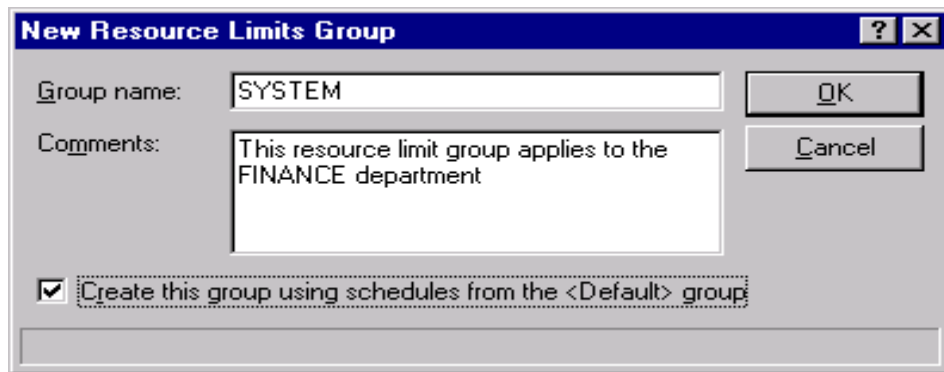 New Resource Limits Group
Group name:
SYSTEM
OK
Comments:
This resource limit group applies to the
FINANCE department
Cancel
Create this group using schedules from the <Default> group